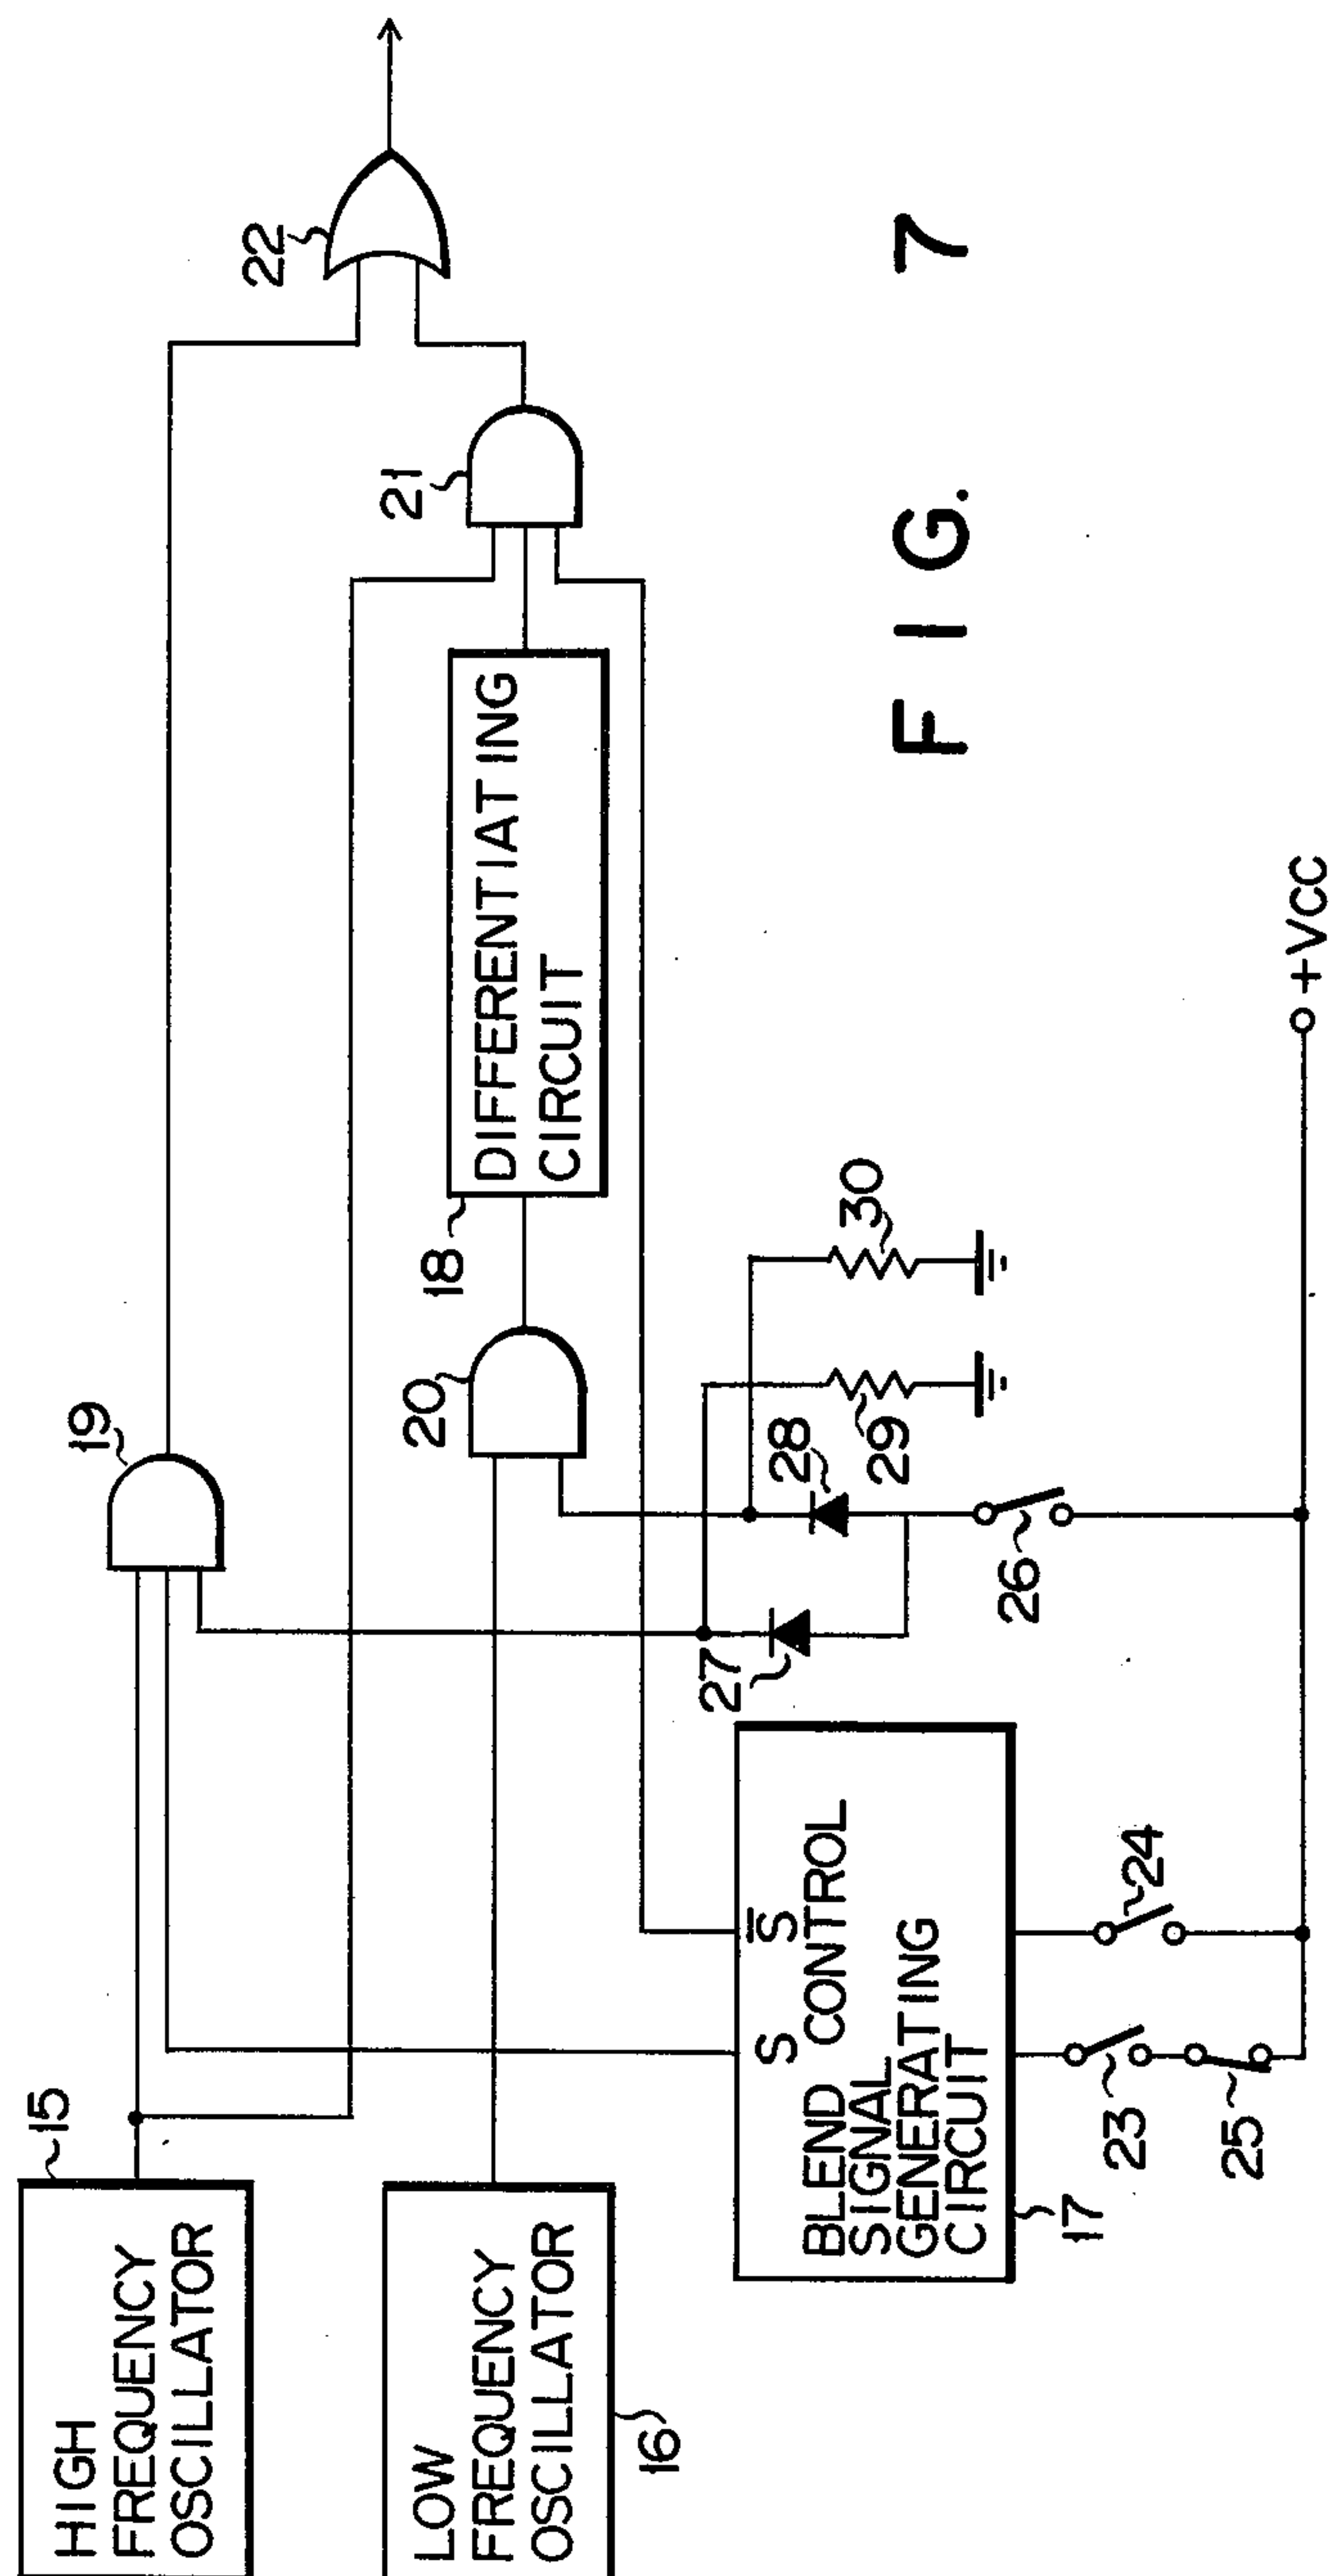 HIGH
FREQUENCY
OSCILLATOR
15
19
22
LOW
FREQUENCY
OSCILLATOR
16
20
18
DIFFERENTIATING
CIRCUIT
21
S S̅
BLEND CONTROL
SIGNAL
GENERATING
CIRCUIT
17
27
28
29
30
23
24
25
26
+VCC
FIG. 7